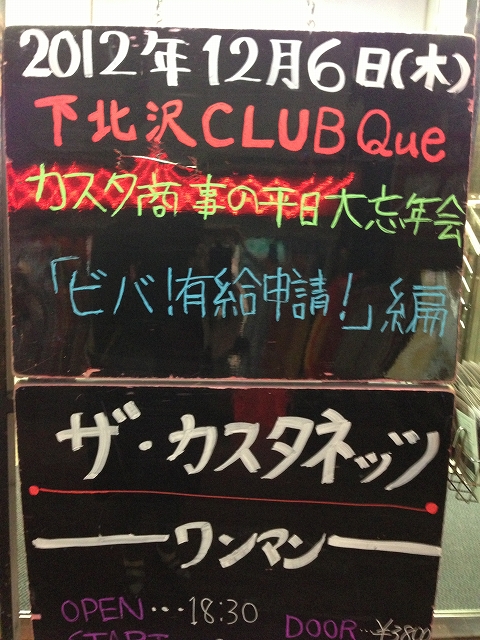 2012年12月6日(木)
下北沢CLUB Que
カスタ商事の平日大忘年会
「ビバ!有給申請!」編
ザ・カスタネッツ
ワンマン
OPEN…18:30
DOOR…¥3800
START